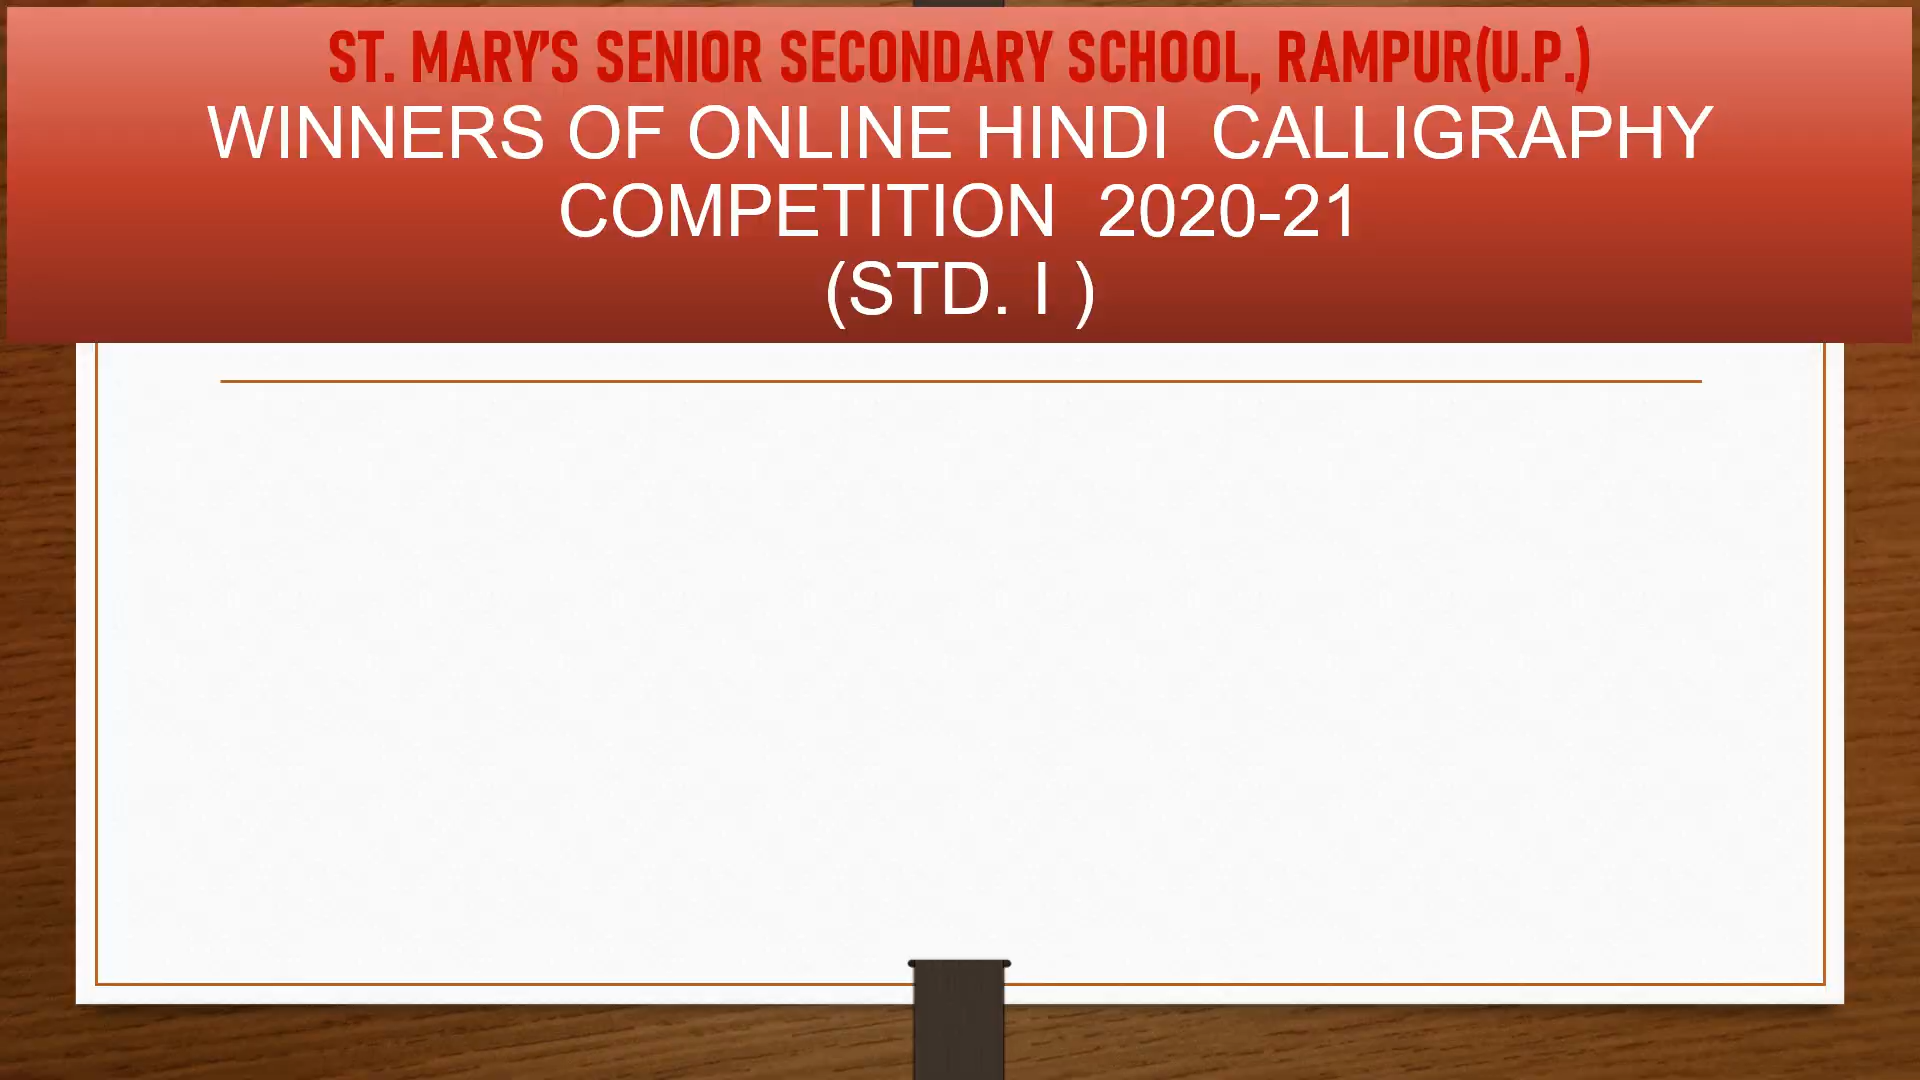 ST. MARY'S SENIOR SECONDARY SCHOOL, RAMPUR(U.P.)
WINNERS OF ONLINE HINDI  CALLIGRAPHY
COMPETITION  2020-21
(STD. I )